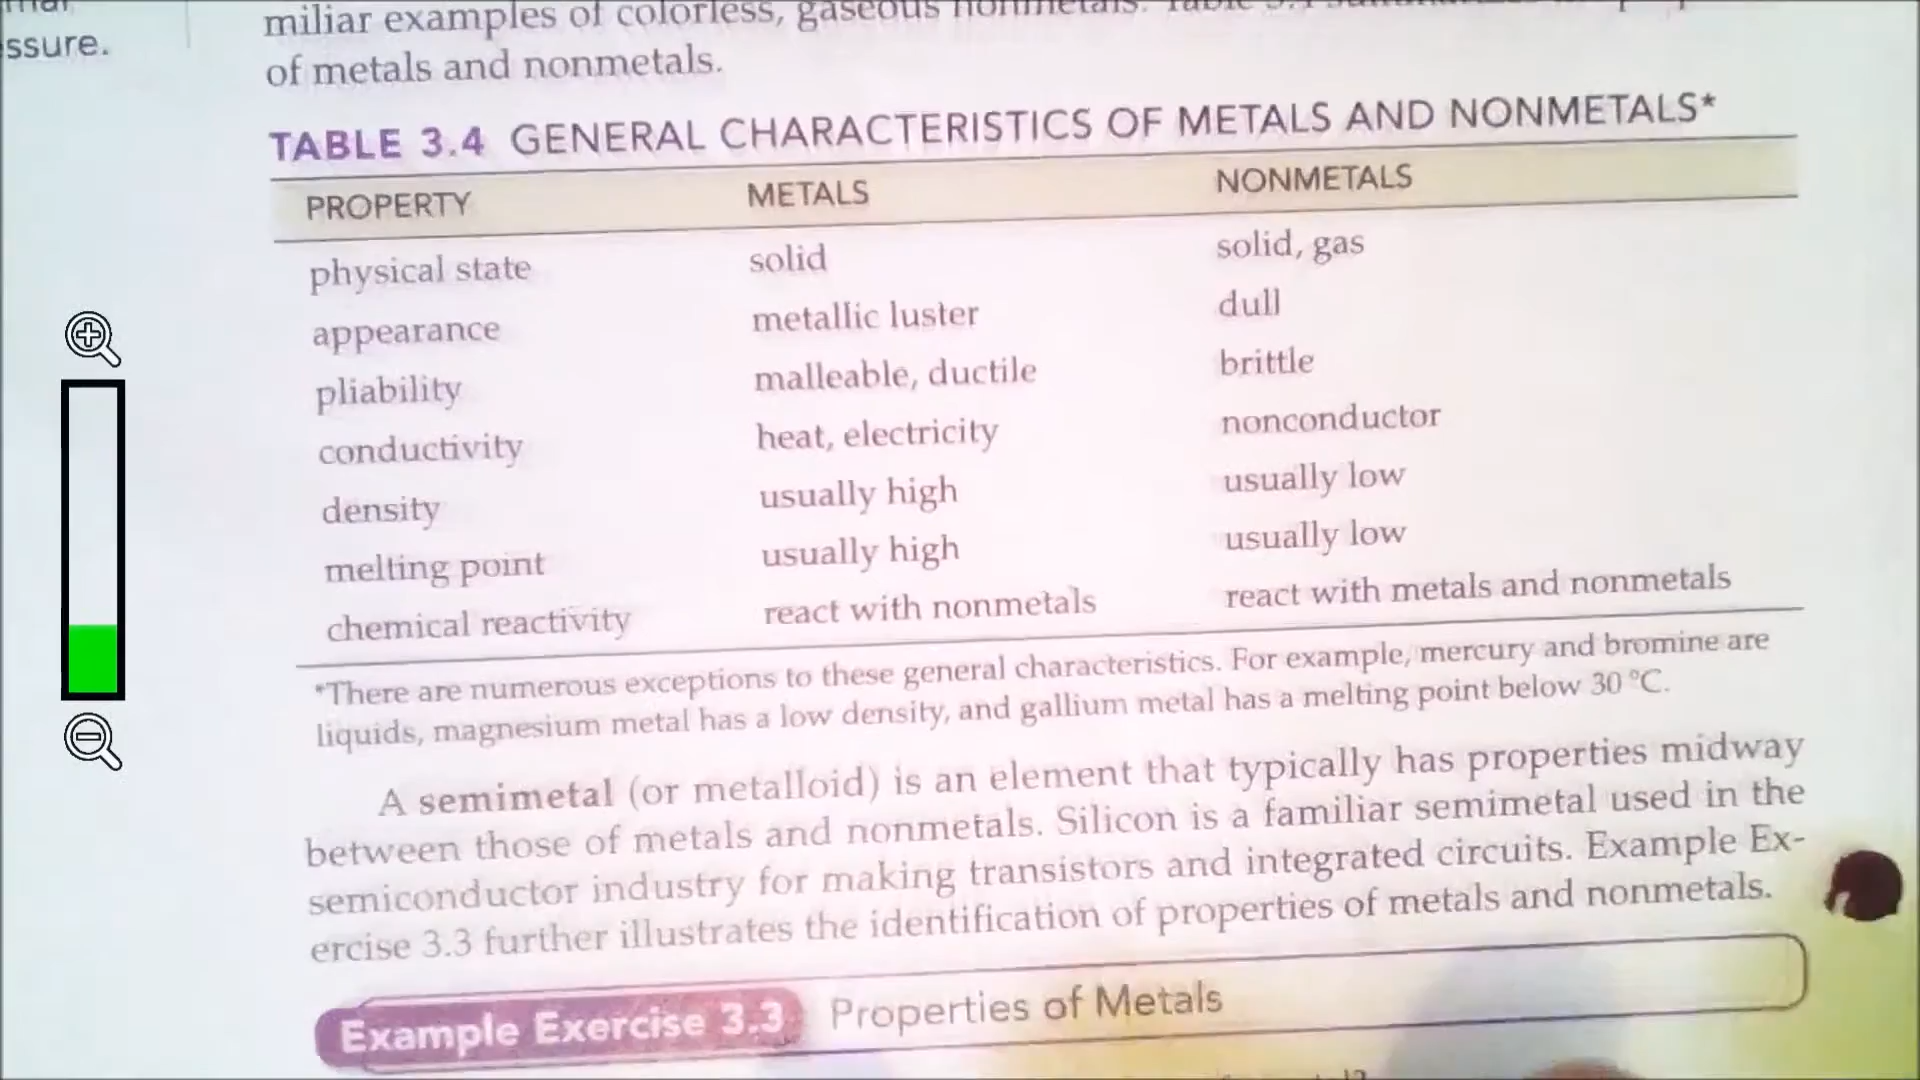 ssure.
miliar examples of colorless, gaseous nonmetals. Table 3.4
of metals and nonmetals.
TABLE 3.4 GENERAL CHARACTERISTICS OF METALS AND NONMETALS*
PROPERTY METALS NONMETALS
physical state solid solid, gas
appearance metallic luster dull
pliability malleable, ductile brittle
conductivity heat, electricity nonconductor
density usually high usually low
melting point usually high usually low
chemical reactivity react with nonmetals react with metals and nonmetals
*There are numerous exceptions to these general characteristics. For example, mercury and bromine are
liquids, magnesium metal has a low density, and gallium metal has a melting point below 30 °C.
A semimetal (or metalloid) is an element that typically has properties midway
between those of metals and nonmetals. Silicon is a familiar semimetal used in the
semiconductor industry for making transistors and integrated circuits. Example Ex-
ercise 3.3 further illustrates the identification of properties of metals and nonmetals.
Example Exercise 3.3 Properties of Metals